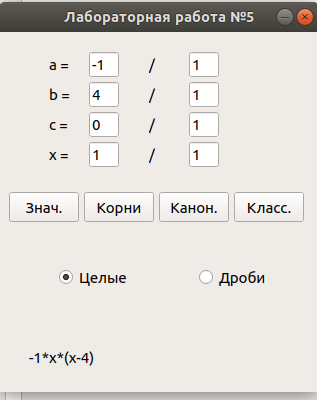 Лабораторная работа №5
a = -1 / 1
b = 4 / 1
c = 0 / 1
x = 1 / 1
Знач. Корни Канон. Класс.
Целые Дроби
-1*x*(x-4)